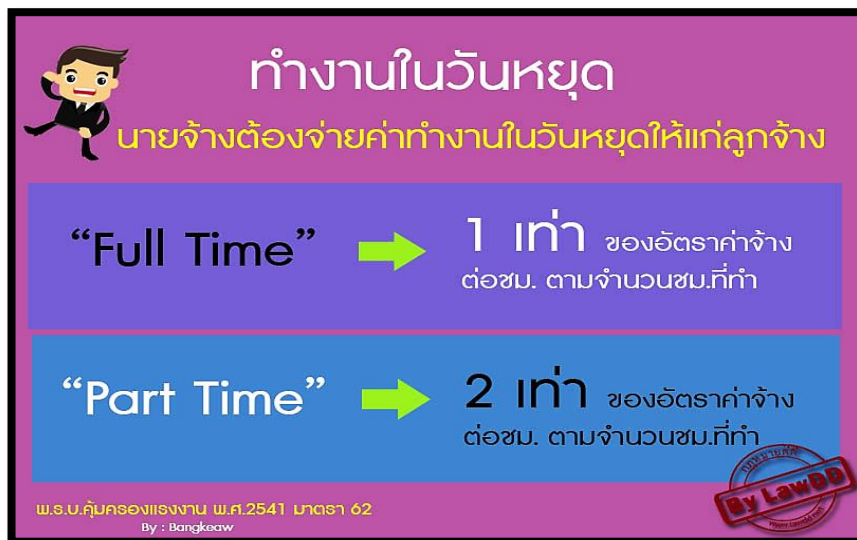 ทำงานในวันหยุด
นายจ้างต้องจ่ายค่าทำงานในวันหยุดให้แก่ลูกจ้าง
“Full Time”
1 เท่า ของอัตราค่าจ้าง
ต่อชม. ตามจำนวนชม.ที่ทำ
“Part Time”
2 เท่า ของอัตราค่าจ้าง
ต่อชม. ตามจำนวนชม.ที่ทำ
พ.ร.บ.คุ้มครองแรงงาน พ.ศ.2541 มาตรา 62
By : Bangkeaw
By LawDD